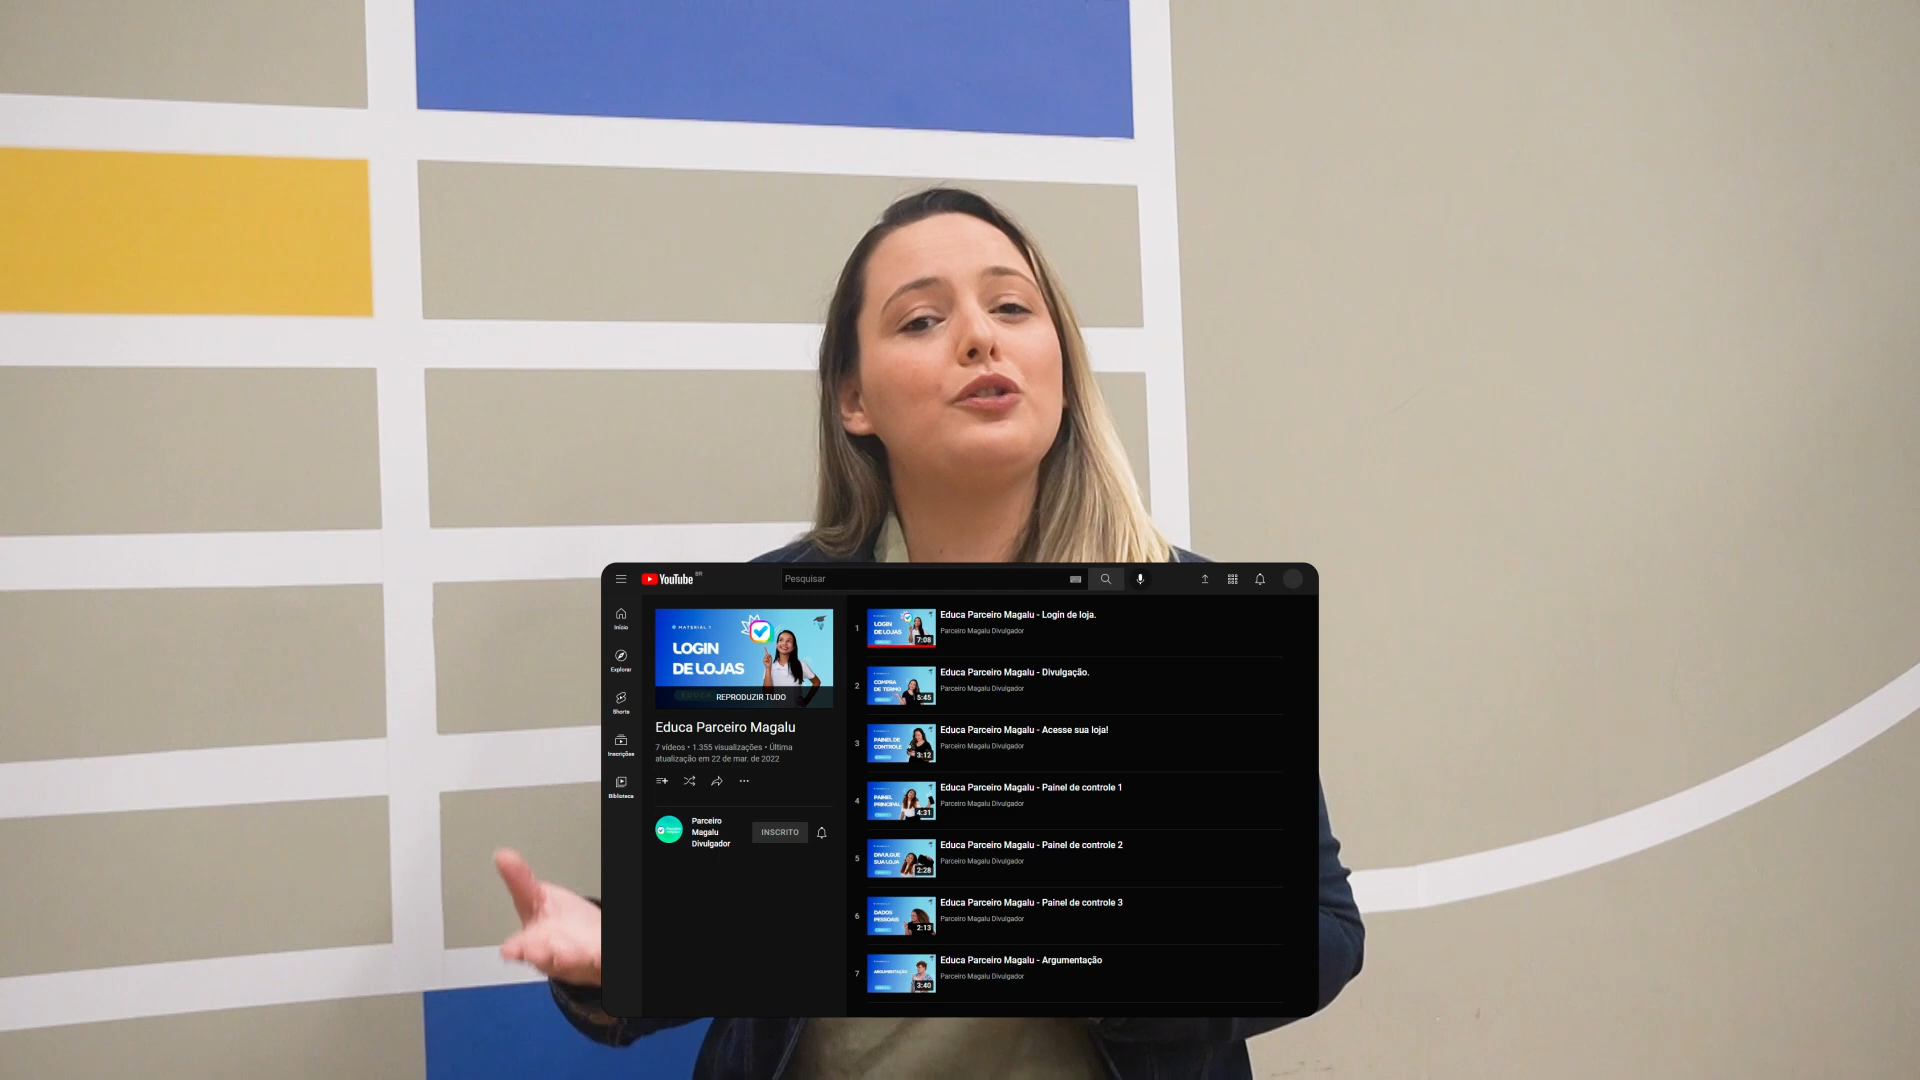 YouTube BR
Pesquisar
Início
Explorar
Shorts
Inscrições
Biblioteca
MATERIAL 1
LOGIN
DE LOJAS
REPRODUZIR TUDO
Educa Parceiro Magalu
7 vídeos • 1.355 visualizações • Última
atualização em 22 de mar. de 2022
Parceiro
Magalu
Divulgador
INSCRITO
1
LOGIN
DE LOJAS
7:08
Educa Parceiro Magalu - Login de loja.
Parceiro Magalu Divulgador
2
COMPRA
DE TERMO
5:45
Educa Parceiro Magalu - Divulgação.
Parceiro Magalu Divulgador
3
PAINEL DE
CONTROLE
3:12
Educa Parceiro Magalu - Acesse sua loja!
Parceiro Magalu Divulgador
4
PAINEL
PRINCIPAL
4:31
Educa Parceiro Magalu - Painel de controle 1
Parceiro Magalu Divulgador
5
DIVULGUE
SUA LOJA
2:28
Educa Parceiro Magalu - Painel de controle 2
Parceiro Magalu Divulgador
6
DADOS
PESSOAIS
2:13
Educa Parceiro Magalu - Painel de controle 3
Parceiro Magalu Divulgador
7
ARGUMENTAÇÃO
3:40
Educa Parceiro Magalu - Argumentação
Parceiro Magalu Divulgador